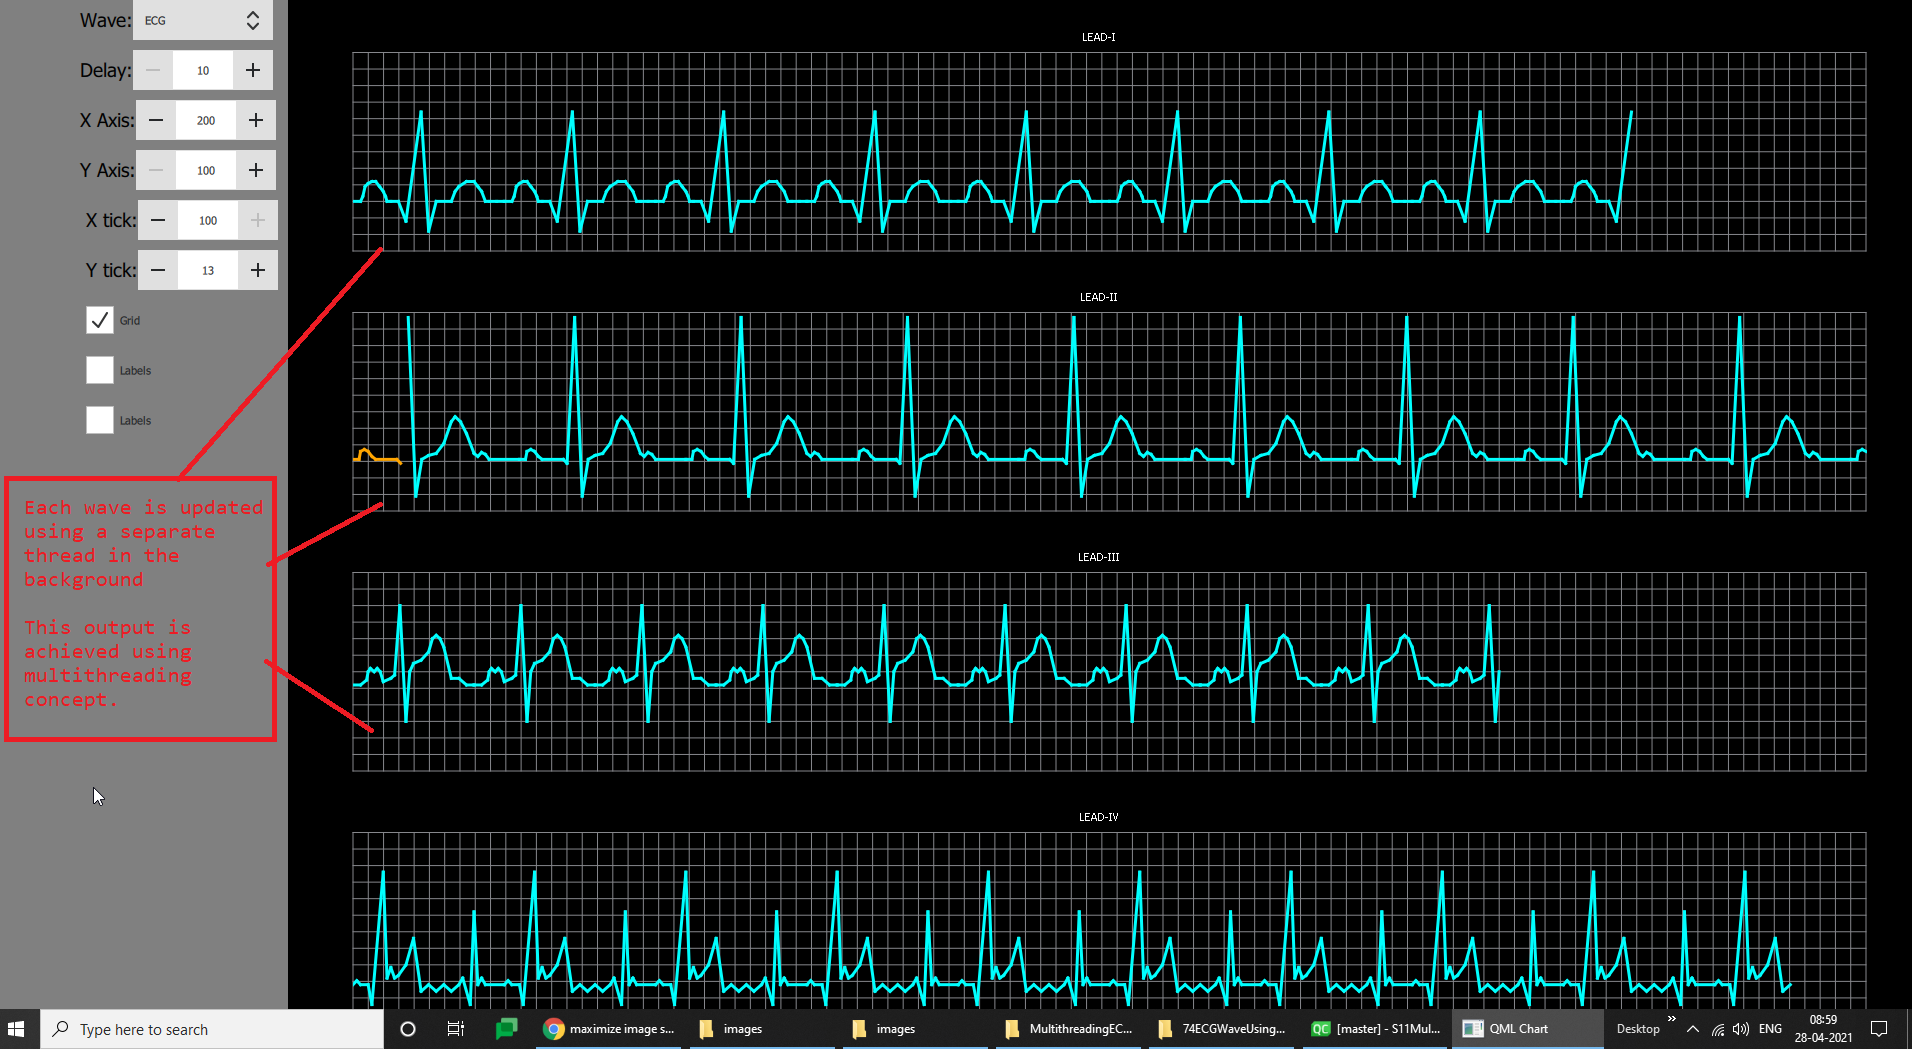 Wave: ECG
Delay: 10
X Axis: 200
Y Axis: 100
X tick: 100
Y tick: 13
Grid
Labels
Labels
Each wave is updated
using a separate
thread in the
background
This output is
achieved using
multithreading
concept.
LEAD-I
LEAD-II
LEAD-III
LEAD-IV
Type here to search
maximize image s...
images
images
MultithreadingEC...
74ECGWaveUsing...
QC [master] - S11Mul...
QML Chart
Desktop
ENG
08:59
28-04-2021